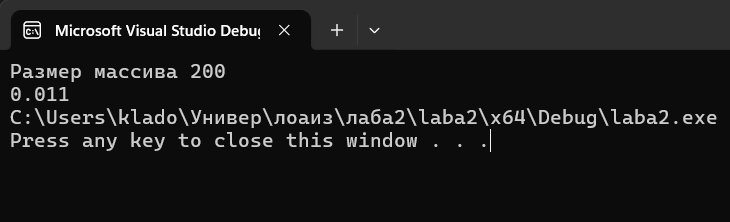 Microsoft Visual Studio Debu
Размер массива 200
0.011
C:\Users\klado\Универ\лоаиз\лаба2\laba2\x64\Debug\laba2.exe
Press any key to close this window . . .